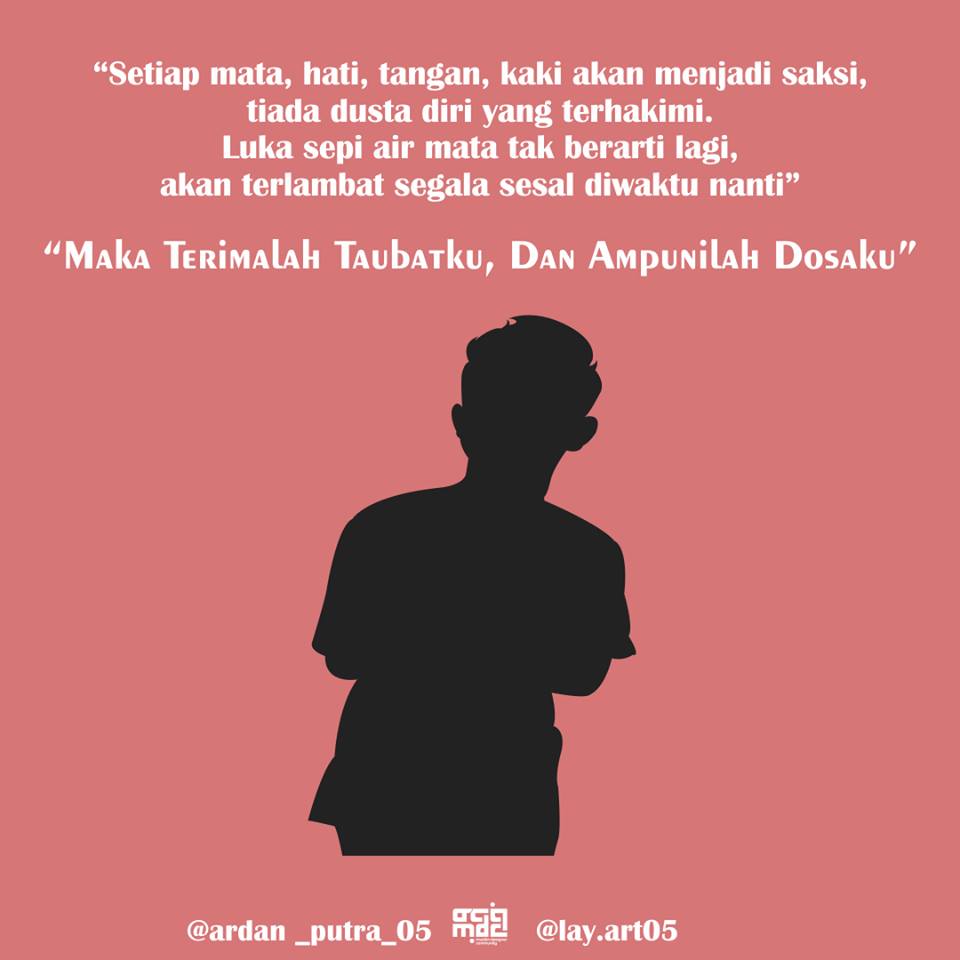 “Setiap mata, hati, tangan, kaki akan menjadi saksi,
tiada dusta diri yang terhakimi.
Luka sepi air mata tak berarti lagi,
akan terlambat segala sesal diwaktu nanti”
“Maka Terimalah Taubatku, Dan Ampunilah Dosaku”
@ardan _putra_05
@lay.art05